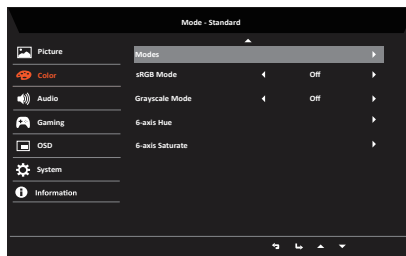 Mode - Standard
Picture
Modes
Color
sRGB Mode Off
Audio
Grayscale Mode Off
Gaming
6-axis Hue
OSD
6-axis Saturate
System
Information